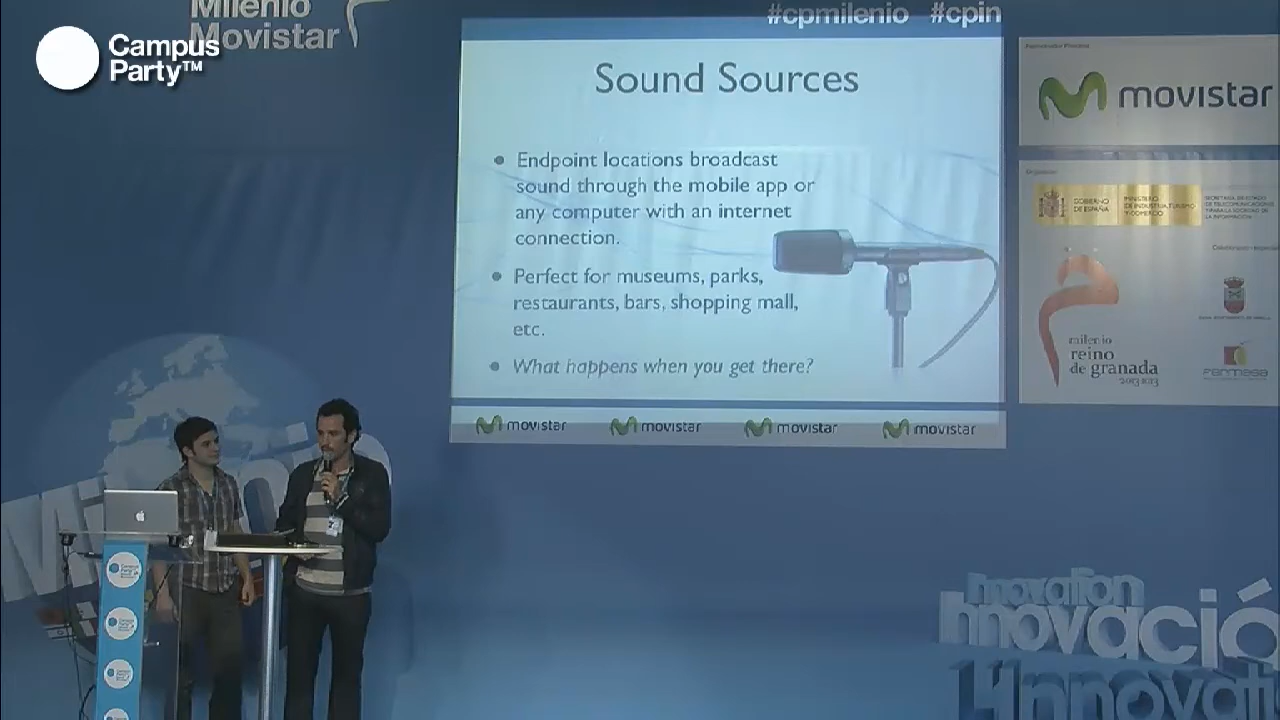 Milenio
Movistar
Campus
Party™
#cpmilenio #cpin
Sound Sources
Endpoint locations broadcast
sound through the mobile app or
any computer with an internet
connection.
Perfect for museums, parks,
restaurants, bars, shopping mall,
etc.
What happens when you get there?
movistar movistar movistar movistar
movistar
GOBIERNO
DE ESPAÑA
MINISTERIO
DE INDUSTRIA, TURISMO
Y COMERCIO
milenio
reino
de granada
2013 1013
Innovation
Innovació
Innovati